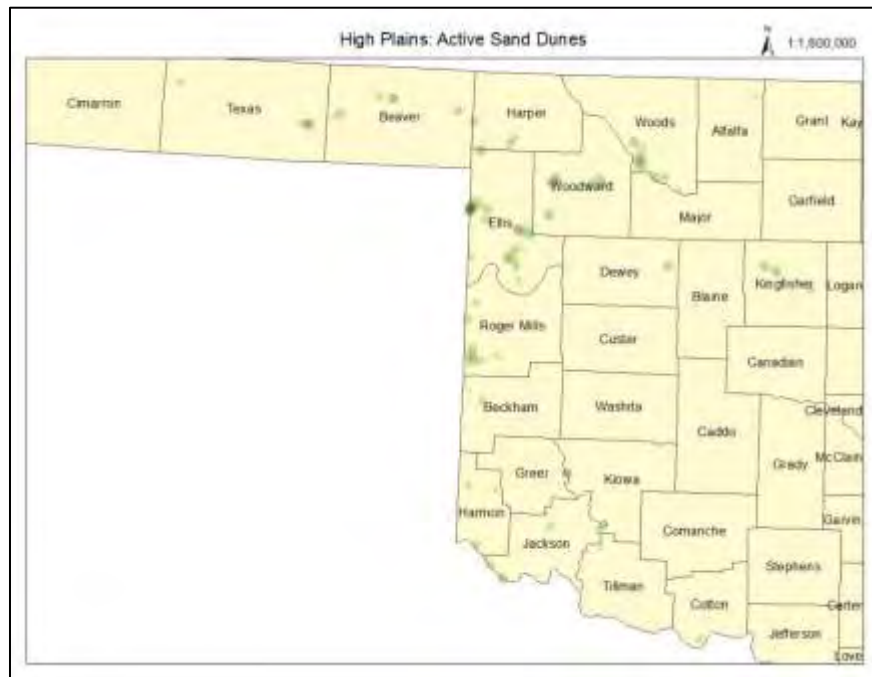 High Plains: Active Sand Dunes
N
1:1,800,000
Cimarron
Texas
Beaver
Harper
Woods
Alfalfa
Grant
Kay
Woodward
Major
Garfield
Ellis
Dewey
Blaine
Kingfisher
Logan
Roger Mills
Custer
Canadian
Beckham
Washita
Caddo
Cleveland
Grady
McClain
Greer
Kiowa
Harmon
Jackson
Comanche
Garvin
Stephens
Tillman
Cotton
Carter
Jefferson
Love